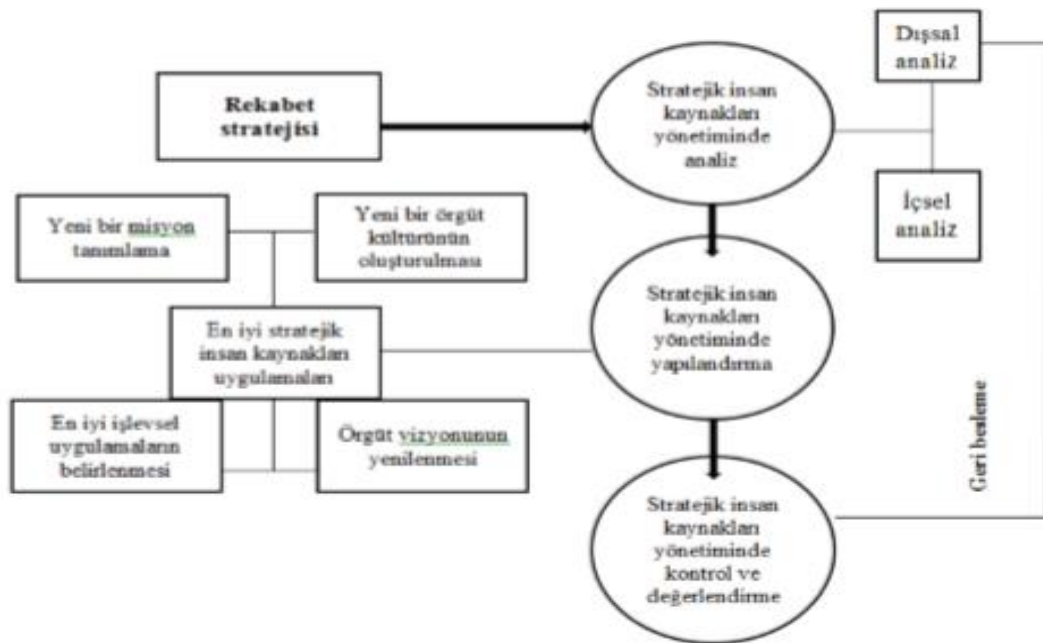 Rekabet
stratejisi
Stratejik insan
kaynakları
yönetiminde
analiz
Dışsal
analiz
İçsel
analiz
Yeni bir misyon
tanımlama
Yeni bir örgüt
kültürünün
oluşturulması
En iyi stratejik
insan kaynakları
uygulamaları
En iyi işlevsel
uygulamaların
belirlenmesi
Örgüt vizyonunun
yenilenmesi
Stratejik insan
kaynakları
yönetiminde
yapılandırma
Stratejik insan
kaynakları
yönetiminde
kontrol ve
değerlendirme
Geri besleme